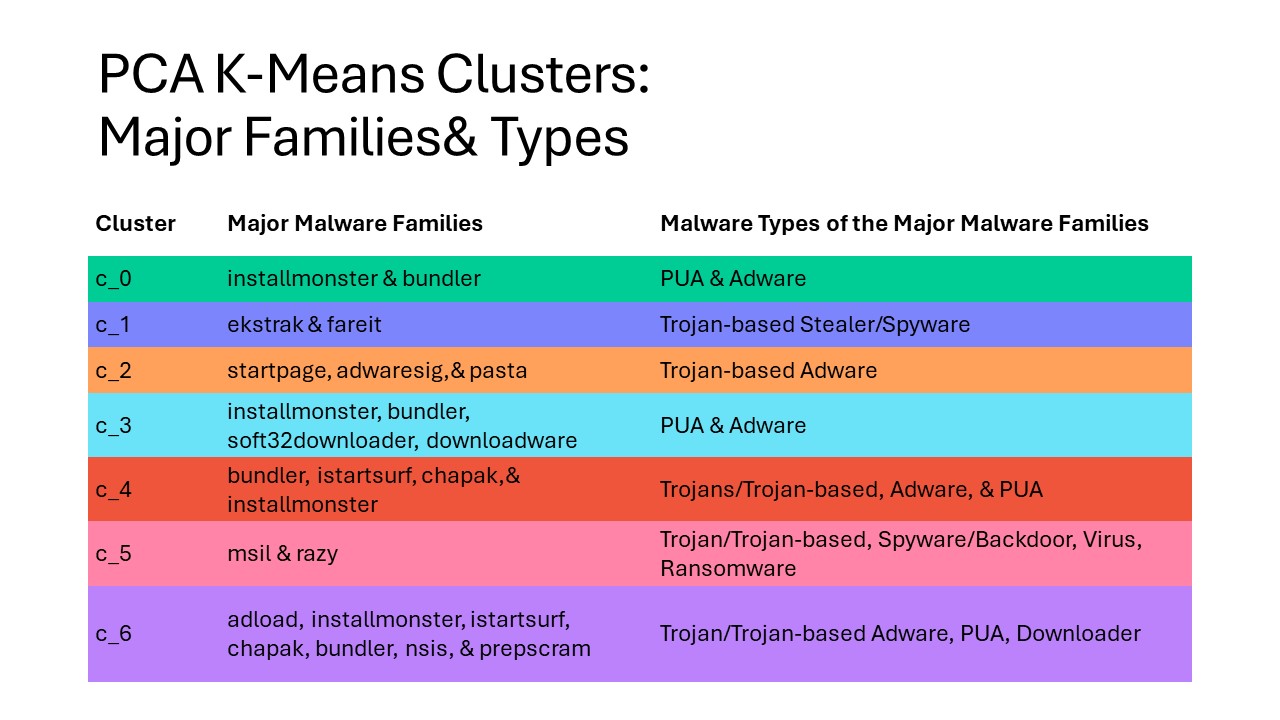 PCA K-Means Clusters:
Major Families& Types
Cluster Major Malware Families Malware Types of the Major Malware Families
c_0 installmonster & bundler PUA & Adware
c_1 ekstrak & fareit Trojan-based Stealer/Spyware
c_2 startpage, adwaresig,& pasta Trojan-based Adware
c_3 installmonster, bundler,
soft32downloader, downloadware PUA & Adware
c_4 bundler, istartsurf, chapak,&
installmonster Trojans/Trojan-based, Adware, & PUA
c_5 msil & razy Trojan/Trojan-based, Spyware/Backdoor, Virus,
Ransomware
c_6 adload, installmonster, istartsurf,
chapak, bundler, nsis, & prepscram Trojan/Trojan-based Adware, PUA, Downloader